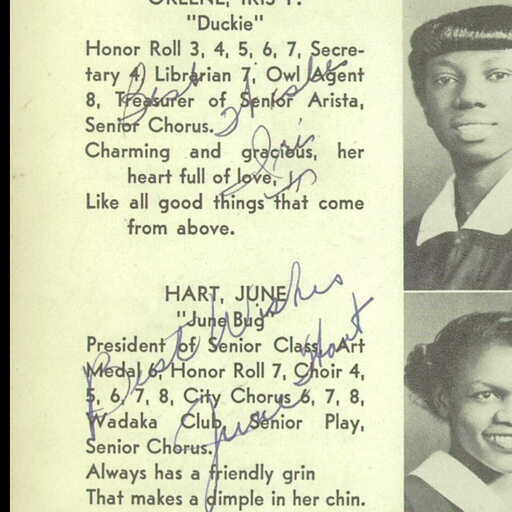 GREENE, IRIS P.
"Duckie"
Honor Roll 3, 4, 5, 6, 7, Secre-
tary 4, Librarian 7, Owl Agent
8, Treasurer of Senior Arista,
Senior Chorus.
Charming and gracious, her
heart full of love,
Like all good things that come
from above.
Best Wishes
Iris
HART, JUNE
"June Bug"
President of Senior Class, Art
Medal 6, Honor Roll 7, Choir 4,
5, 6, 7, 8, City Chorus 6, 7, 8,
Wadaka Club, Senior Play,
Senior Chorus.
Always has a friendly grin
That makes a dimple in her chin.
Best Wishes
June Hart